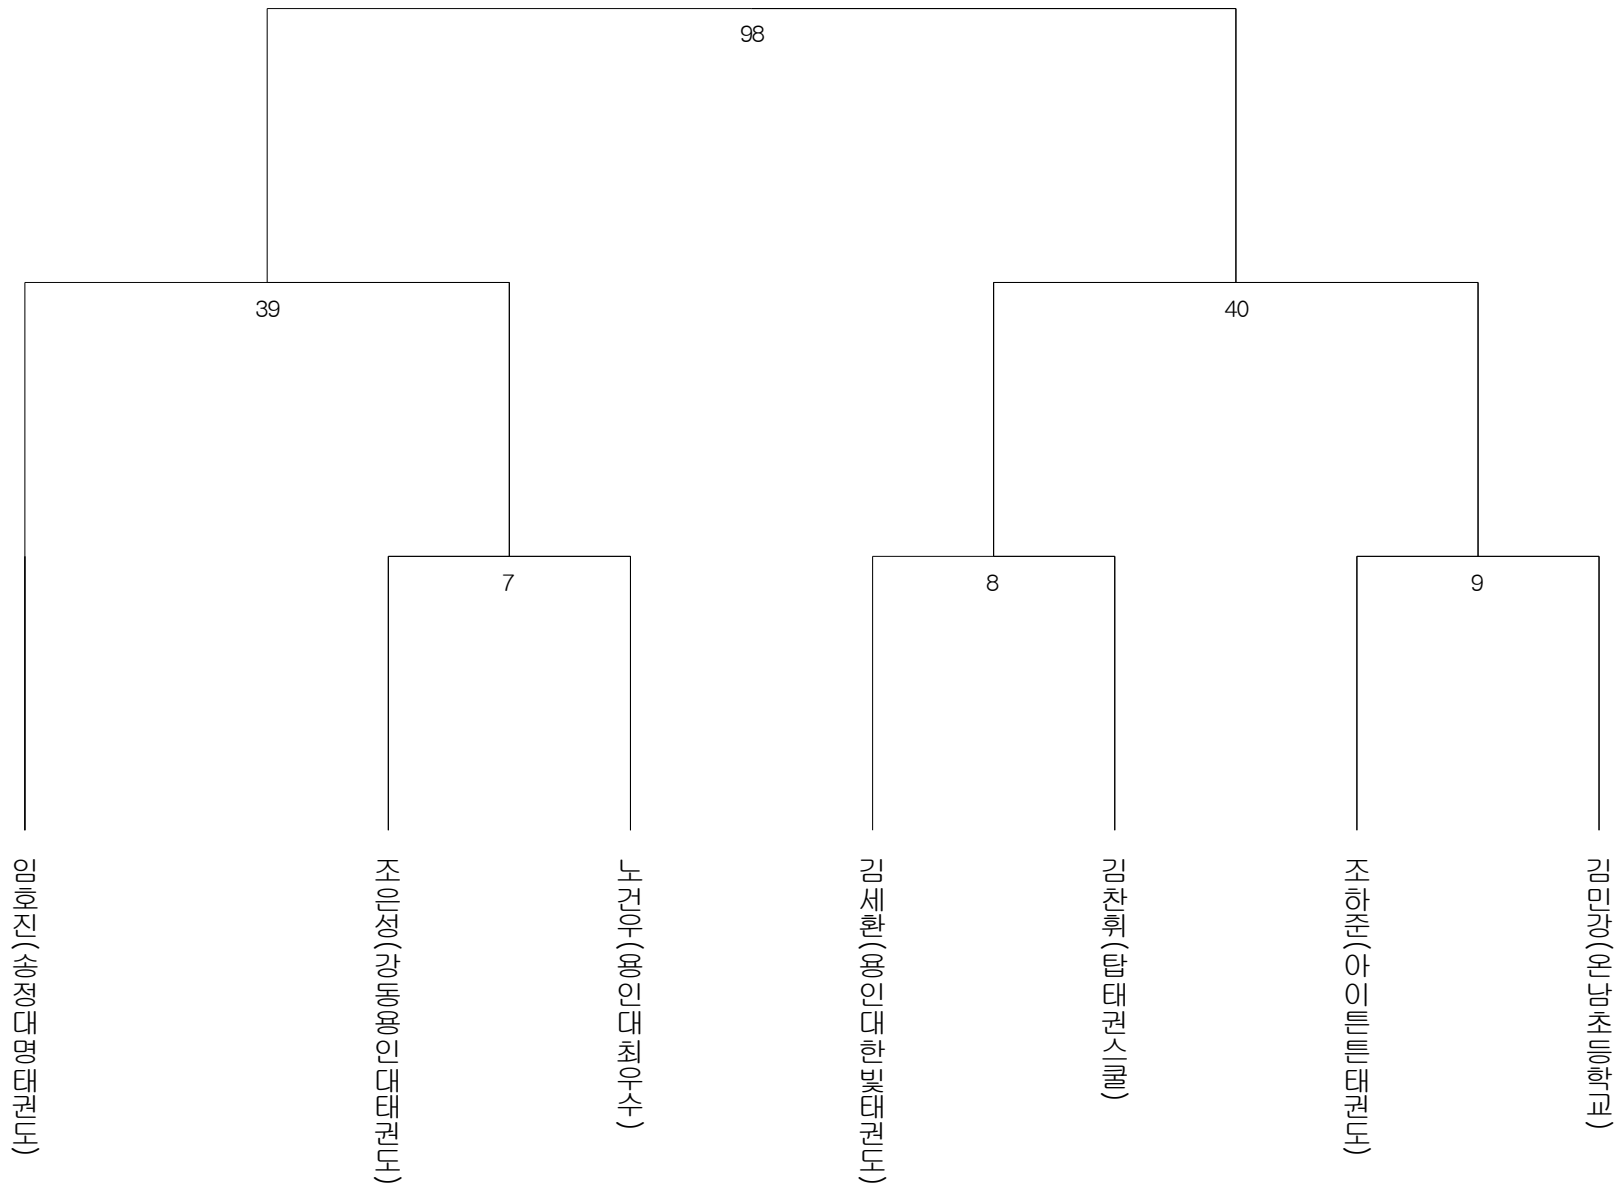 98
39
40
7
8
9
임호진(송정대명태권도)
조은성(강동용인대태권도)
노건우(용인대최우수)
김세환(용인대한빛태권도)
김찬휘(탑태권스쿨)
조하준(아이튼튼태권도)
김민강(온남초등학교)